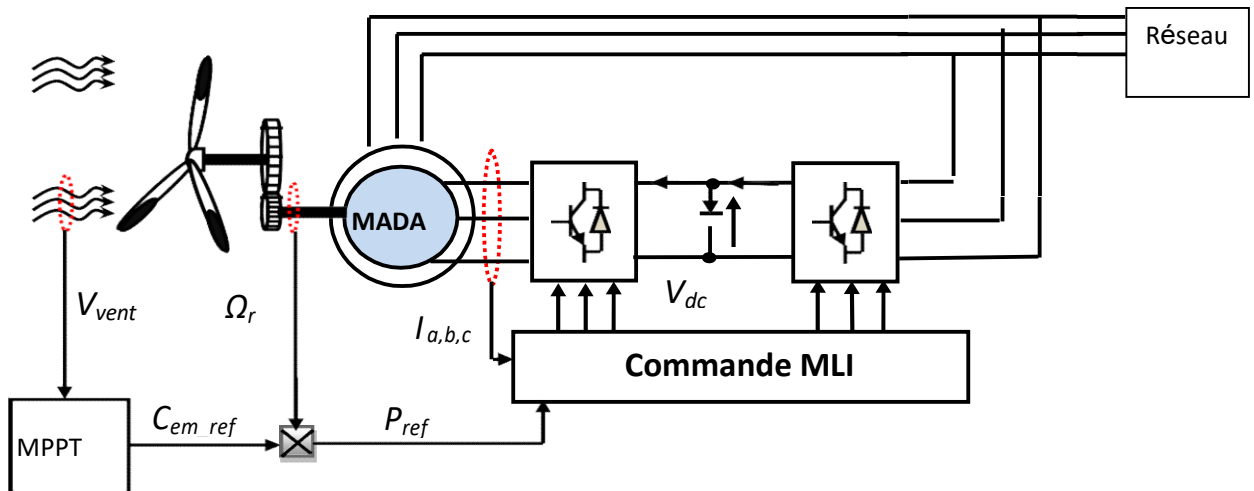 Réseau
MADA
V_vent
Ω_r
I_a,b,c
V_dc
Commande MLI
MPPT
C_em_ref
P_ref